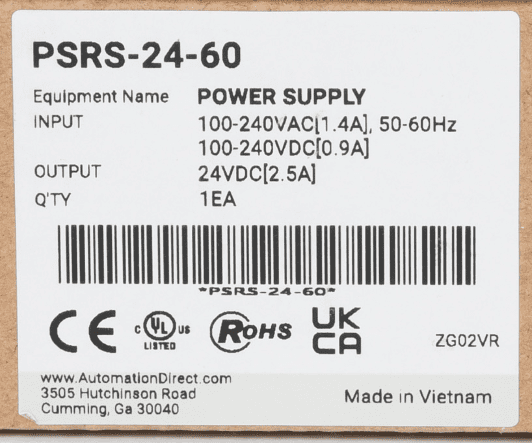 PSRS-24-60
Equipment Name POWER SUPPLY
INPUT 100-240VAC[1.4A], 50-60Hz
100-240VDC[0.9A]
OUTPUT 24VDC[2.5A]
Q'TY 1EA
*PSRS-24-60*
CE C UL US LISTED RoHS UK CA ZG02VR
www.AutomationDirect.com
3505 Hutchinson Road
Cumming, Ga 30040
Made in Vietnam